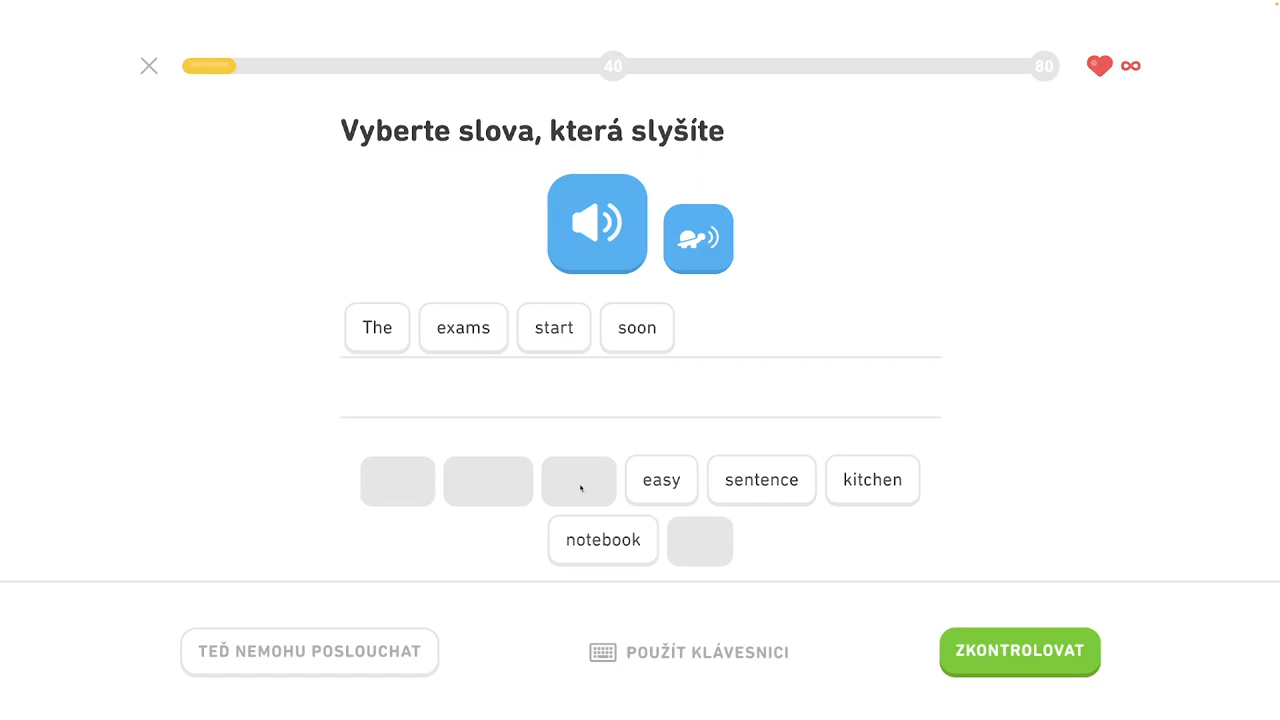 40 80
Vyberte slova, která slyšíte
The exams start soon
easy sentence kitchen
notebook
TEĎ NEMOHU POSLOUCHAT POUŽÍT KLÁVESNICI ZKONTROLOVAT